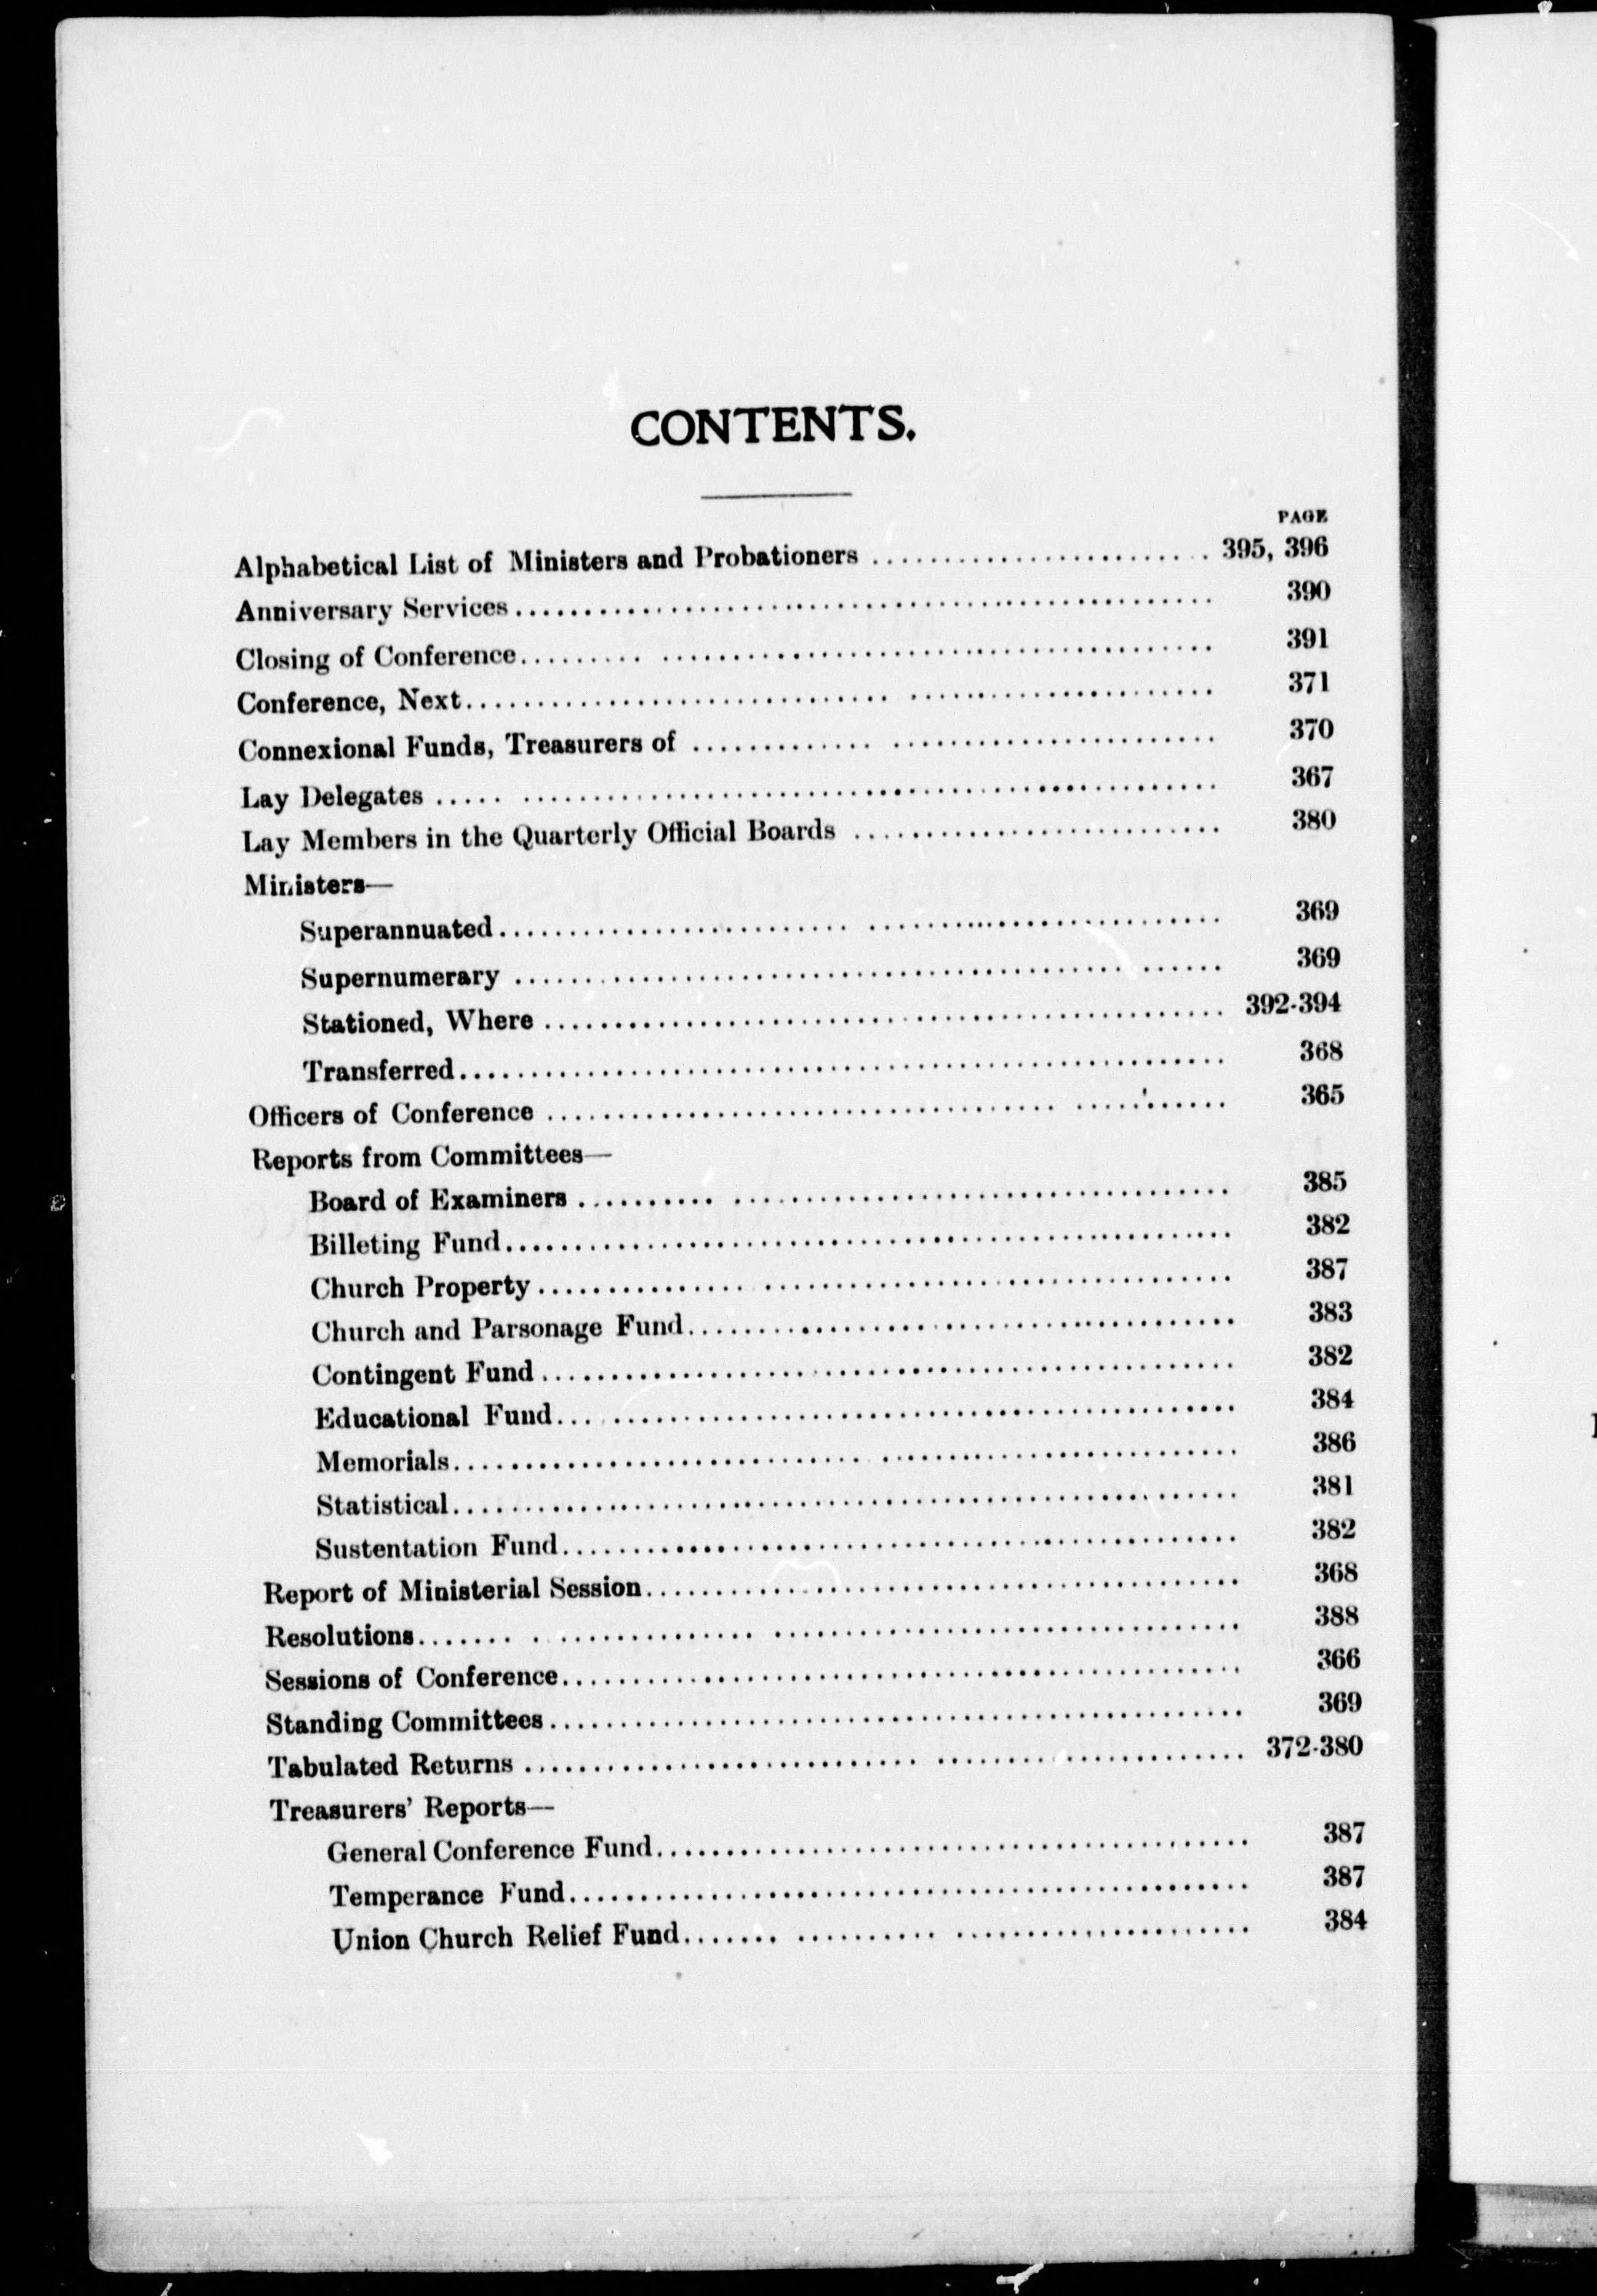 CONTENTS.
PAGE
Alphabetical List of Ministers and Probationers ........................ 395, 396
Anniversary Services ........................ 390
Closing of Conference ........................ 391
Conference, Next ........................ 371
Connexional Funds, Treasurers of ........................ 370
Lay Delegates ........................ 367
Lay Members in the Quarterly Official Boards ........................ 380
Ministers—
Superannuated ........................ 369
Supernumerary ........................ 369
Stationed, Where ........................ 392-394
Transferred ........................ 368
Officers of Conference ........................ 365
Reports from Committees—
Board of Examiners ........................ 385
Billeting Fund ........................ 382
Church Property ........................ 387
Church and Parsonage Fund ........................ 383
Contingent Fund ........................ 382
Educational Fund ........................ 384
Memorials ........................ 386
Statistical ........................ 381
Sustentation Fund ........................ 382
Report of Ministerial Session ........................ 368
Resolutions ........................ 388
Sessions of Conference ........................ 366
Standing Committees ........................ 369
Tabulated Returns ........................ 372-380
Treasurers' Reports—
General Conference Fund ........................ 387
Temperance Fund ........................ 387
Union Church Relief Fund ........................ 384